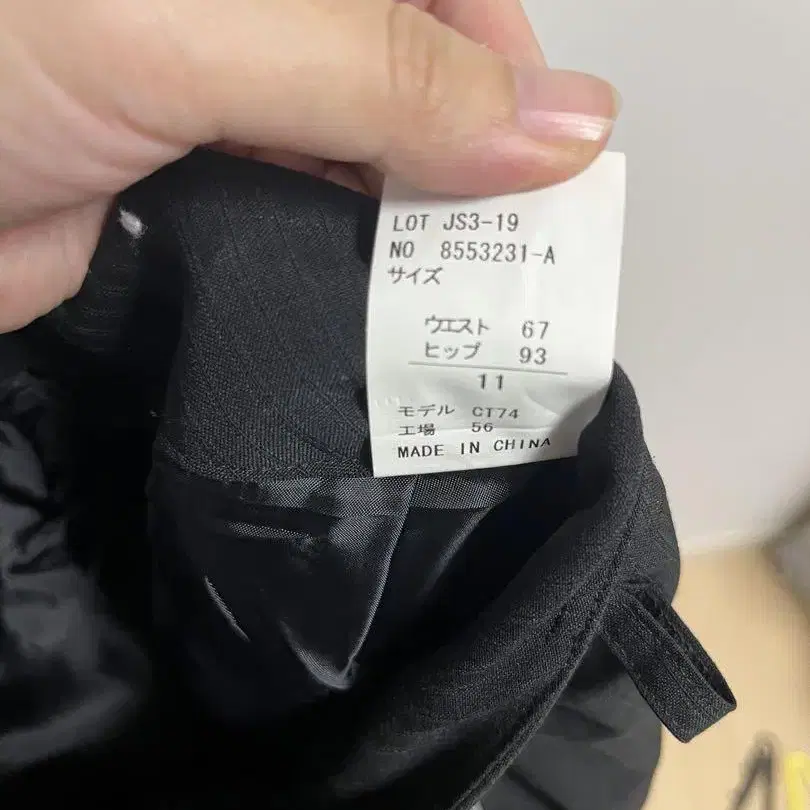 LOT JS3-19
NO 8553231-A
サイズ
ウエスト 67
ヒップ 93
11
モデル CT74
工場 56
MADE IN CHINA